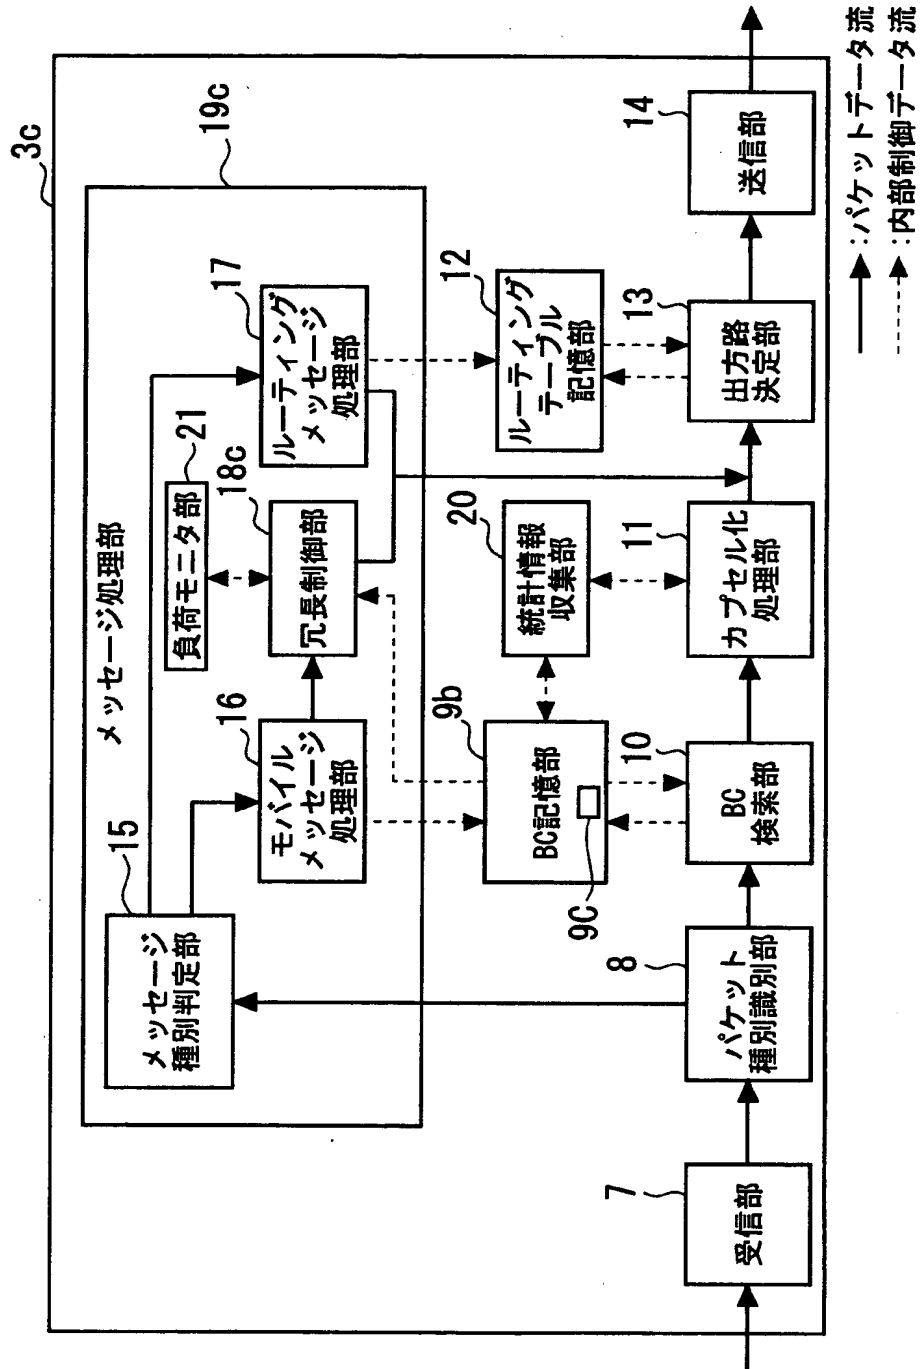 3c
19c
メッセージ処理部
15
メッセージ
種別判定部
16
モバイル
メッセージ
処理部
21
負荷モニタ部
18c
冗長制御部
17
ルーティング
メッセージ
処理部
9b
BC記憶部
9C
20
統計情報
収集部
12
ルーティング
テーブル
記憶部
7
受信部
8
パケット
種別識別部
10
BC
検索部
11
カプセル化
処理部
13
出方路
決定部
14
送信部
:パケットデータ流
:内部制御データ流